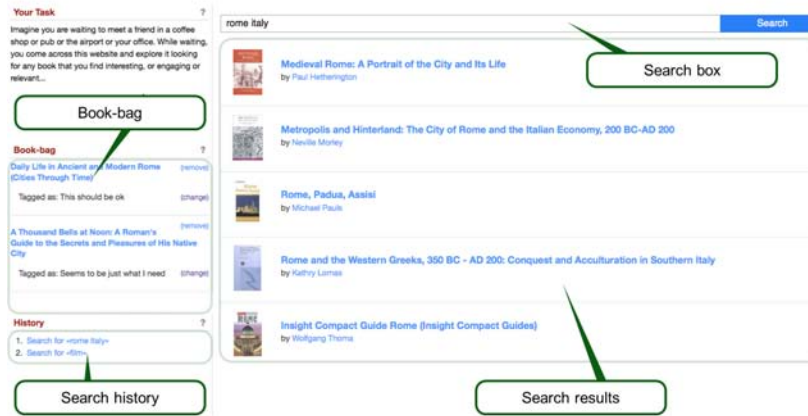 Your Task ?
Imagine you are waiting to meet a friend in a coffee
shop or pub or the airport or your office. While waiting,
you come across this website and explore it looking
for any book that you find interesting, or engaging or
relevant...
Book-bag
Book-bag ?
Daily Life in Ancient and Modern Rome (remove)
(Cities Through Time)
Tagged as: This should be ok (change)
(remove)
A Thousand Bells at Noon: A Roman's
Guide to the Secrets and Pleasures of His Native
City
Tagged as: Seems to be just what I need (change)
History ?
1. Search for «rome italy»
2. Search for «film»
Search history
rome italy Search
Search box
Medieval Rome: A Portrait of the City and Its Life
by Paul Hetherington
Metropolis and Hinterland: The City of Rome and the Italian Economy, 200 BC-AD 200
by Neville Morley
Rome, Padua, Assisi
by Michael Pauls
Rome and the Western Greeks, 350 BC - AD 200: Conquest and Acculturation in Southern Italy
by Kathry Lomas
Insight Compact Guide Rome (Insight Compact Guides)
by Wolfgang Thoma
Search results